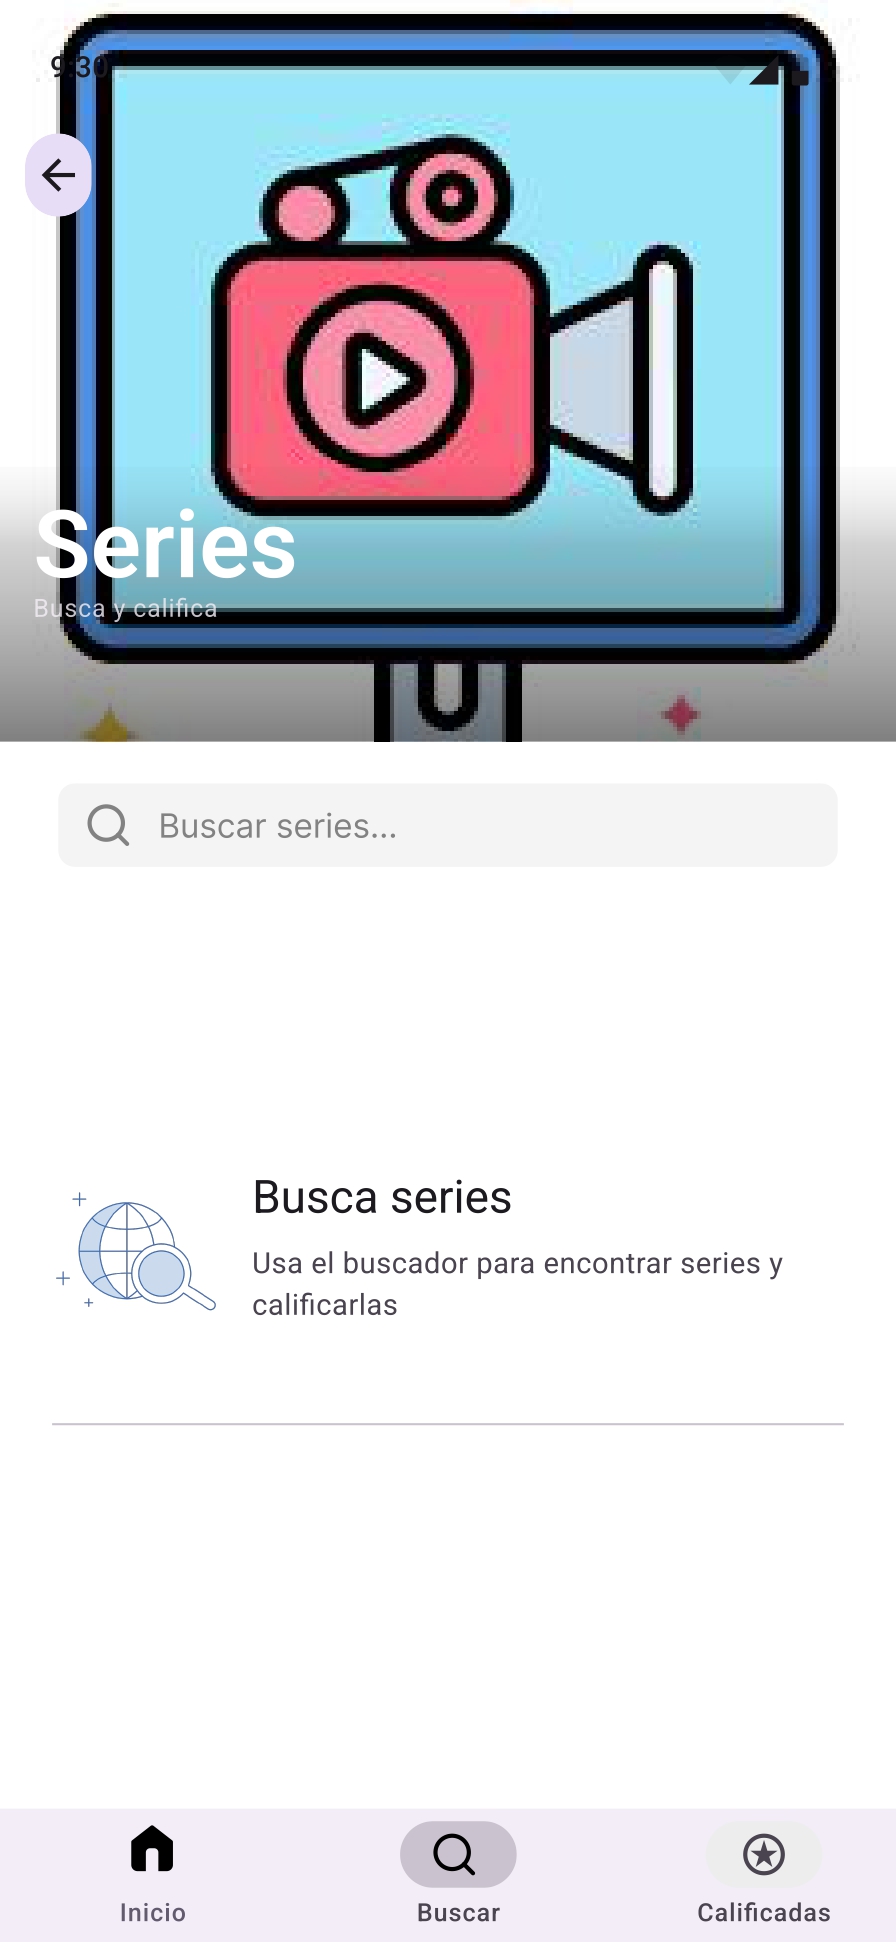 9:30
Series
Busca y califica
Buscar series...
Busca series
Usa el buscador para encontrar series y
calificarlas
Inicio
Buscar
Calificadas